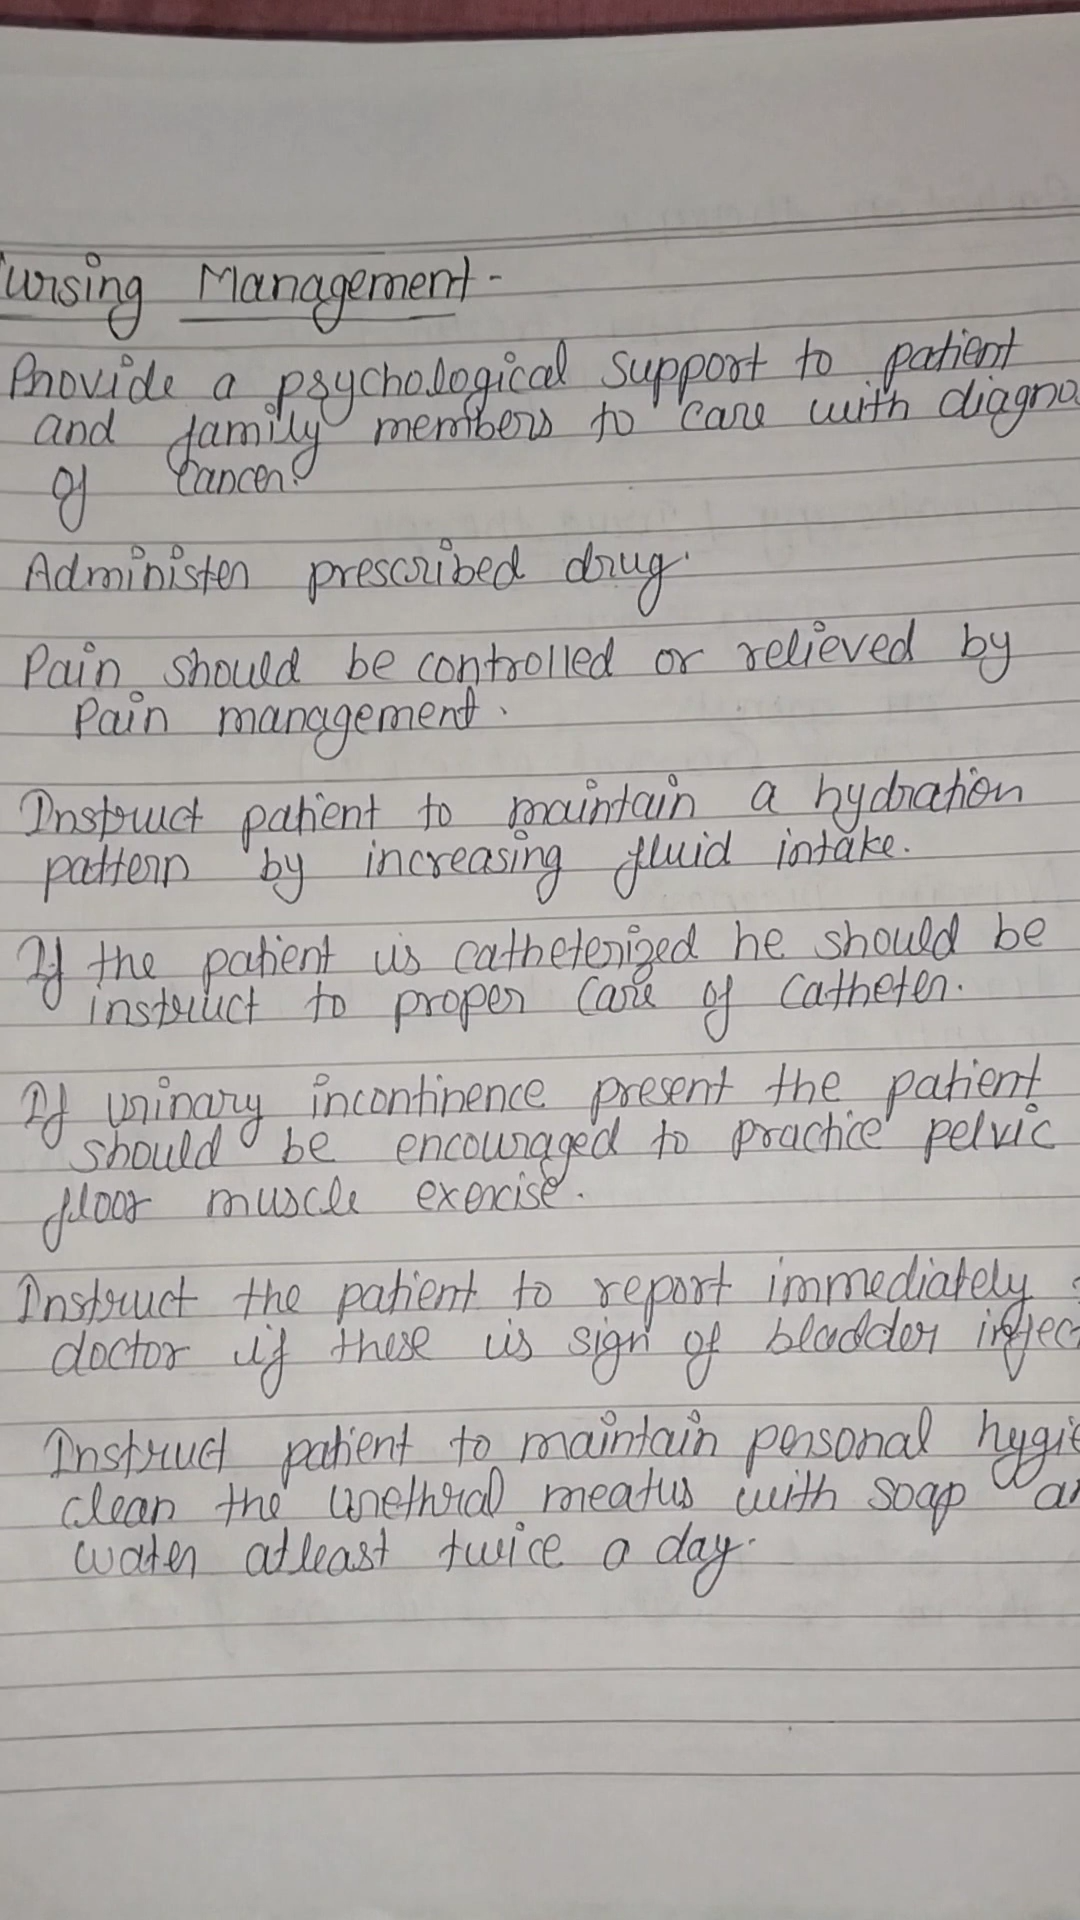 ursing Management -
Provide a psychological support to patient
and family members to care with diagno
of Cancer.
Administer prescribed drug.
Pain should be controlled or relieved by
Pain management.
Instruct patient to maintain a hydration
pattern by increasing fluid intake.
If the patient is catheterized he should be
instruct to proper care of catheter.
If urinary incontinence present the patient
should be encouraged to practice pelvic
floor muscle exercise.
Instruct the patient to report immediately
doctor if these is sign of bladder infec
Instruct patient to maintain personal hygie
clean the urethral meatus with soap an
water atleast twice a day.